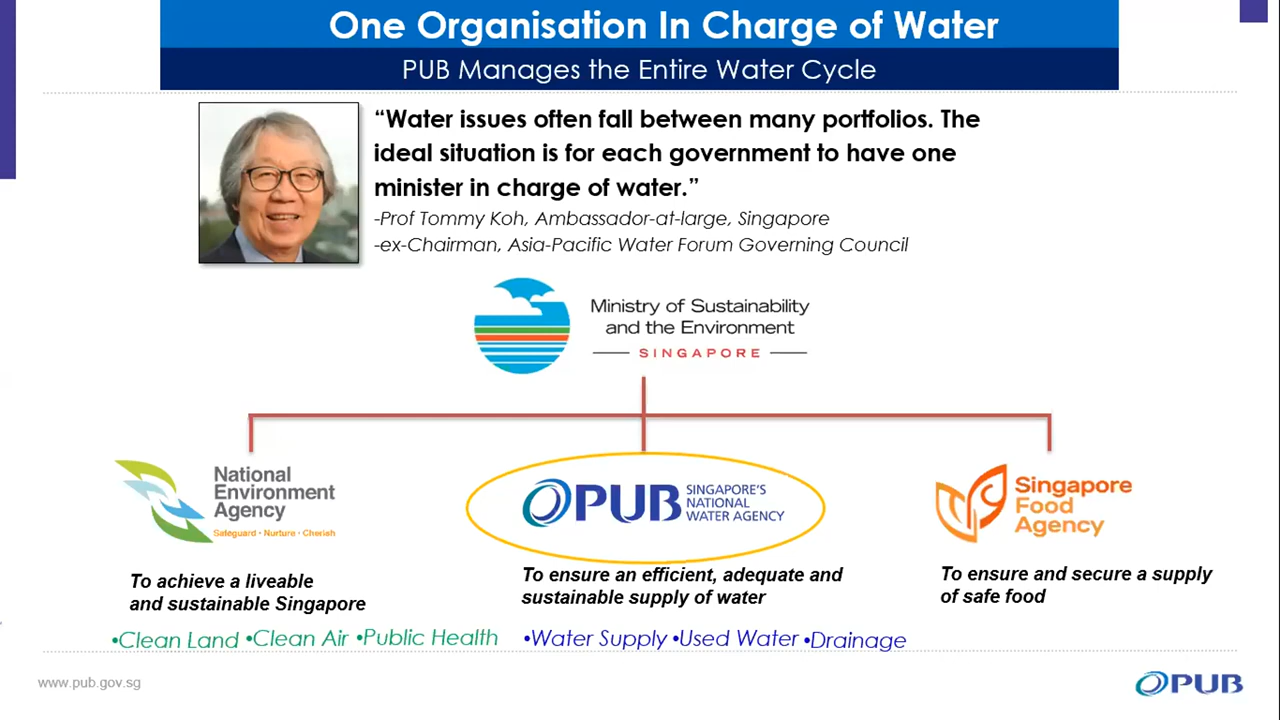 One Organisation In Charge of Water
PUB Manages the Entire Water Cycle
“Water issues often fall between many portfolios. The
ideal situation is for each government to have one
minister in charge of water.”
-Prof Tommy Koh, Ambassador-at-large, Singapore
-ex-Chairman, Asia-Pacific Water Forum Governing Council
Ministry of Sustainability
and the Environment
SINGAPORE
National
Environment
Agency
Safeguard • Nurture • Cherish
PUB SINGAPORE'S
NATIONAL
WATER AGENCY
Singapore
Food
Agency
To achieve a liveable
and sustainable Singapore
To ensure an efficient, adequate and
sustainable supply of water
To ensure and secure a supply
of safe food
•Clean Land •Clean Air •Public Health
•Water Supply •Used Water •Drainage
www.pub.gov.sg
PUB